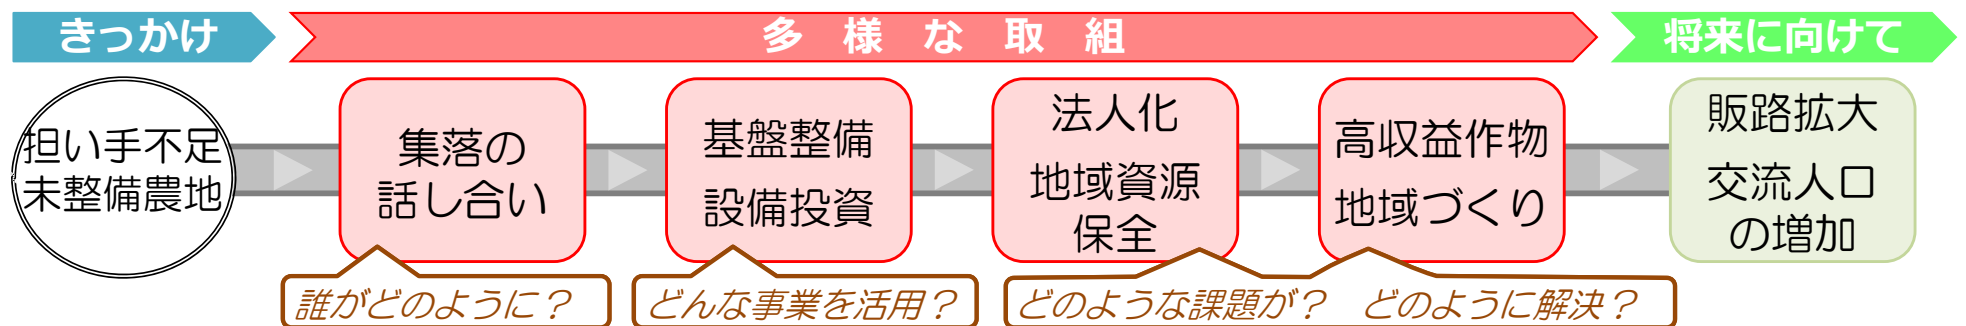 きっかけ
多様な取組
将来に向けて
担い手不足
未整備農地
集落の
話し合い
基盤整備
設備投資
法人化
地域資源
保全
高収益作物
地域づくり
販路拡大
交流人口
の増加
誰がどのように？
どんな事業を活用？
どのような課題が？　どのように解決？